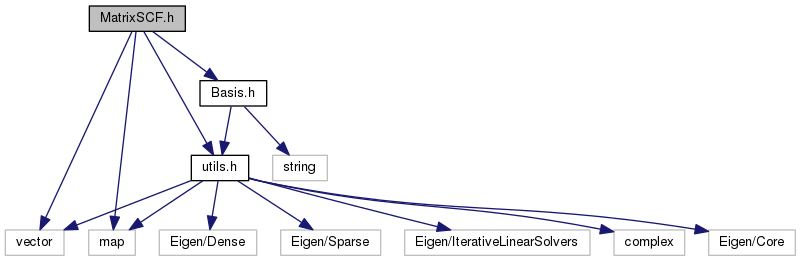 MatrixSCF.h
Basis.h
utils.h
string
vector
map
Eigen/Dense
Eigen/Sparse
Eigen/IterativeLinearSolvers
complex
Eigen/Core